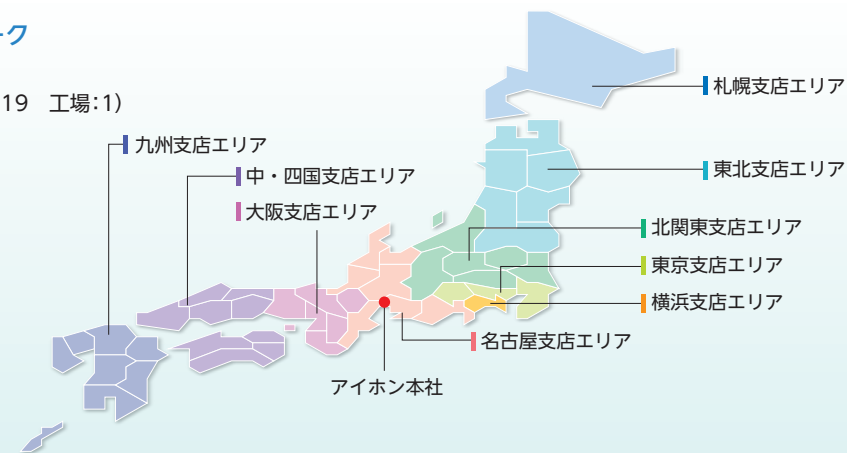 ーク
19　工場：1）
札幌支店エリア
九州支店エリア
東北支店エリア
中・四国支店エリア
大阪支店エリア
北関東支店エリア
東京支店エリア
横浜支店エリア
名古屋支店エリア
アイホン本社